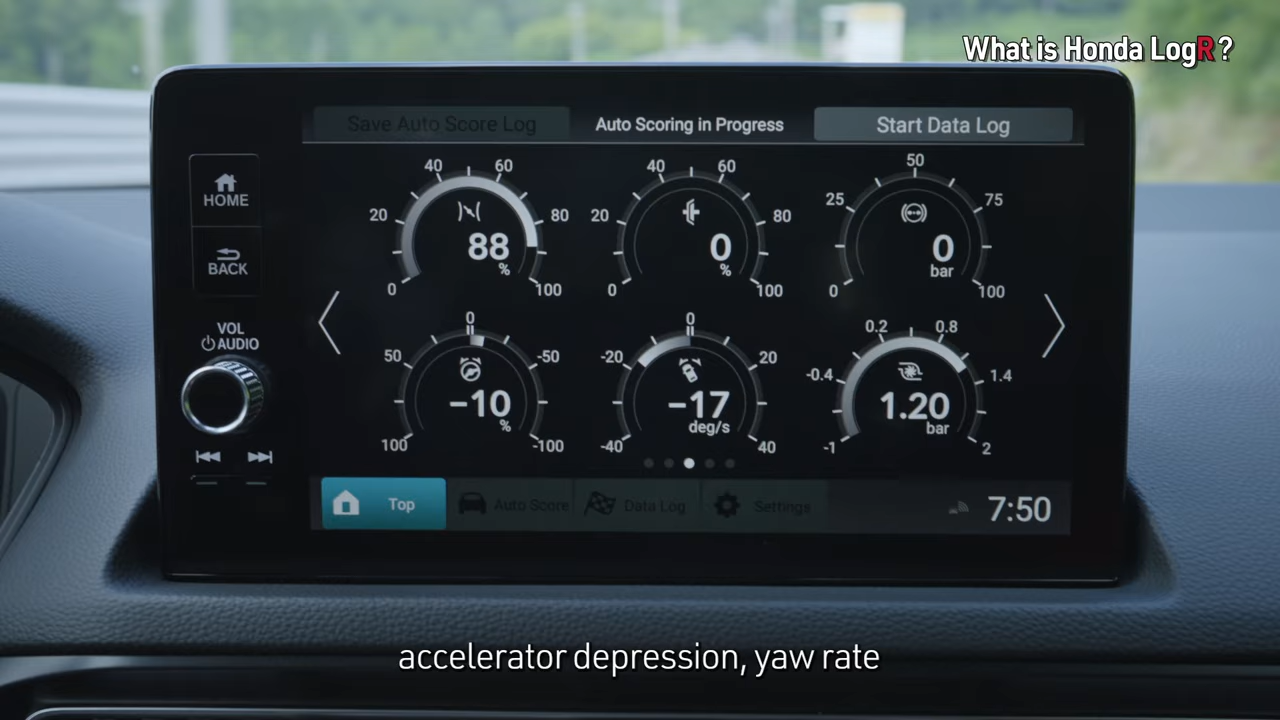 What is Honda LogR?
Save Auto Score Log
Auto Scoring in Progress
Start Data Log
HOME
BACK
VOL
AUDIO
0
20
40
60
80
100
88
%
0
20
40
60
80
100
0
%
0
25
50
75
100
0
bar
100
50
0
-50
-100
-10
%
-40
-20
0
20
40
-17
deg/s
-1
-0.4
0.2
0.8
1.4
2
1.20
bar
Top
Auto Score
Data Log
Settings
7:50
accelerator depression, yaw rate